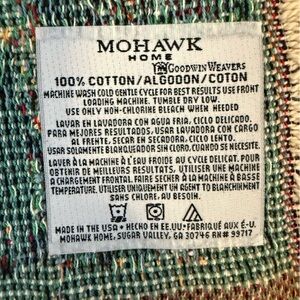 MOHAWK
HOME
GOODWIN WEAVERS
100% COTTON/ALGODON/COTON
MACHINE WASH COLD GENTLE CYCLE FOR BEST RESULTS USE FRONT
LOADING MACHINE. TUMBLE DRY LOW.
USE ONLY NON-CHLORINE BLEACH WHEN NEEDED
LAVAR EN LAVADORA CON AGUA FRIA, CICLO DELICADO.
PARA MEJORES RESULTADOS, USAR LAVADORA CON CARGO
AL FRENTE. SECAR EN SECADORA, CICLO LENTO.
USAR SOLAMENTE BLANQUEADOR SIN CLORO, CUANDO SE NECESITE.
LAVER À LA MACHINE À L'EAU FROIDE AU CYCLE DELICAT. POUR
OBTENIR DE MEILLEURS RESULTATS, UTILISER UNE MACHINE
A CHARGEMENT FRONTAL SECHER À LA MACHINE À BASSE
TEMPERATURE. UTILISER UNIQUEMENT UN AGENT DE BLANCHIMENT
SANS CHLORE, AU BESOIN.
MADE IN THE USA • HECHO EN EE.UU • FABRIQUÉ AUX É.-U.
MOHAWK HOME, SUGAR VALLEY, GA 30746 RN# 99717